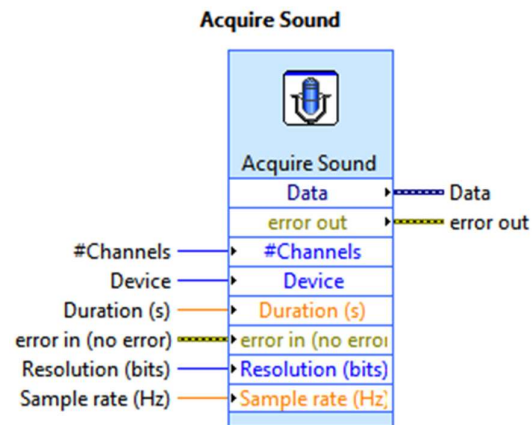 Acquire Sound
Acquire Sound
Data Data
error out error out
#Channels #Channels
Device Device
Duration (s) Duration (s)
error in (no error) error in (no error
Resolution (bits) Resolution (bits)
Sample rate (Hz) Sample rate (Hz)